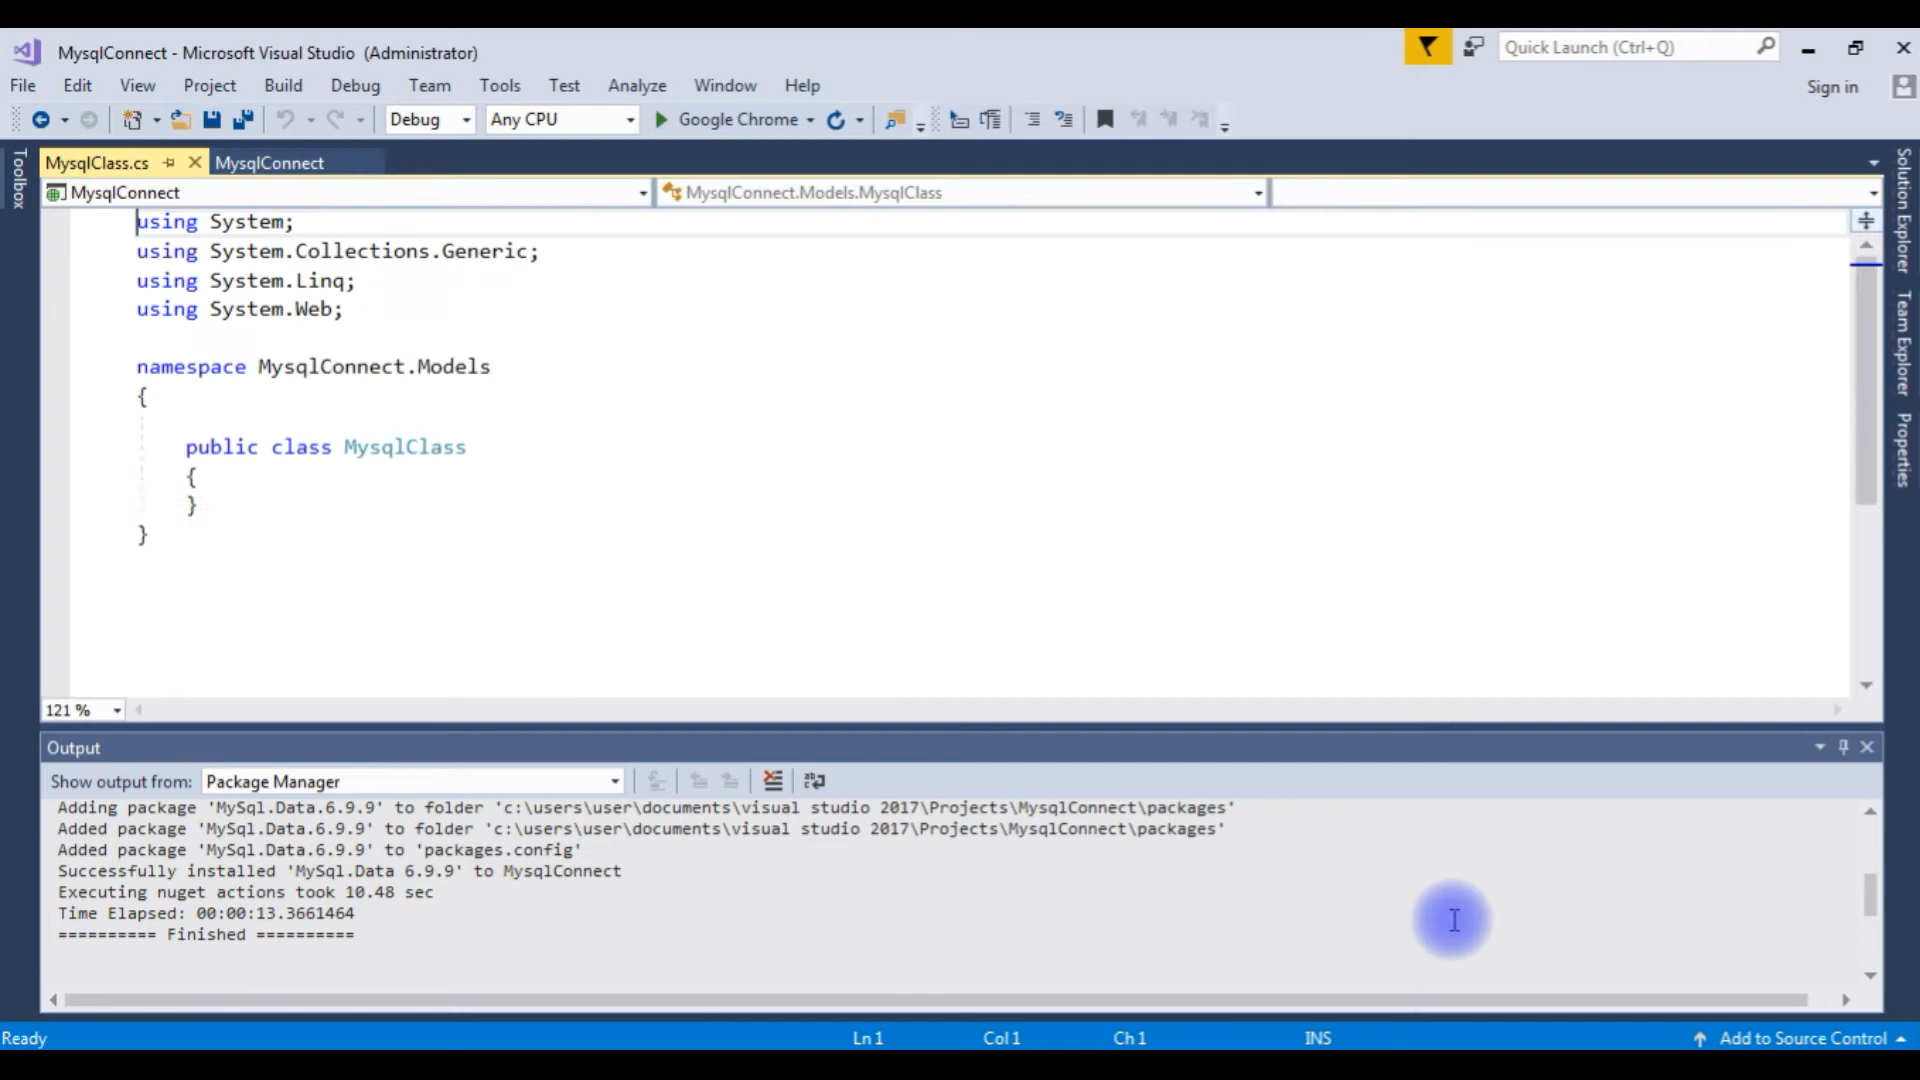 MysqlConnect - Microsoft Visual Studio (Administrator)
Quick Launch (Ctrl+Q)
File Edit View Project Build Debug Team Tools Test Analyze Window Help
Sign in
Debug Any CPU Google Chrome
Toolbox
MysqlClass.cs MysqlConnect
MysqlConnect MysqlConnect.Models.MysqlClass
Solution Explorer
Team Explorer
Properties
using System;
using System.Collections.Generic;
using System.Linq;
using System.Web;
namespace MysqlConnect.Models
{
public class MysqlClass
{
}
}
121 %
Output
Show output from: Package Manager
Adding package 'MySql.Data.6.9.9' to folder 'c:\users\user\documents\visual studio 2017\Projects\MysqlConnect\packages'
Added package 'MySql.Data.6.9.9' to folder 'c:\users\user\documents\visual studio 2017\Projects\MysqlConnect\packages'
Added package 'MySql.Data.6.9.9' to 'packages.config'
Successfully installed 'MySql.Data 6.9.9' to MysqlConnect
Executing nuget actions took 10.48 sec
Time Elapsed: 00:00:13.3661464
========== Finished ==========
Ready Ln 1 Col 1 Ch 1 INS Add to Source Control